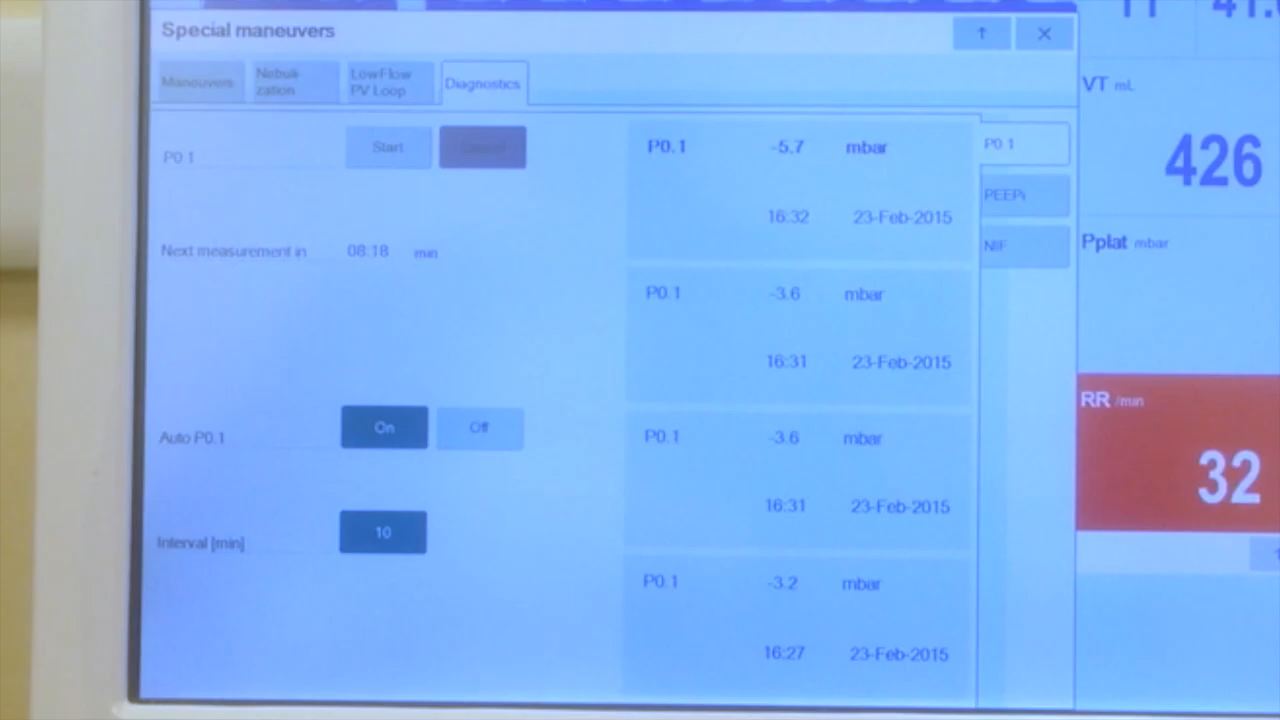 Special maneuvers
↑ ×
Maneuvers Nebuli-
zation LowFlow
PV Loop Diagnostics
P0.1 Start
Next measurement in 08:18 min
Auto P0.1 On Off
Interval [min] 10
P0.1 -5.7 mbar
16:32 23-Feb-2015
P0.1 -3.6 mbar
16:31 23-Feb-2015
P0.1 -3.6 mbar
16:31 23-Feb-2015
P0.1 -3.2 mbar
16:27 23-Feb-2015
P0.1
PEEPi
NIF
VT mL
426
Pplat mbar
RR /min
32